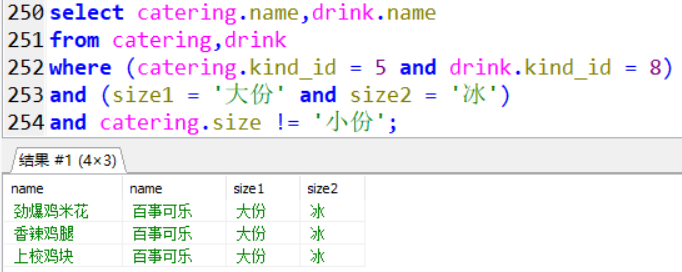 250 select catering.name,drink.name
251 from catering,drink
252 where (catering.kind_id = 5 and drink.kind_id = 8)
253 and (size1 = '大份' and size2 = '冰')
254 and catering.size != '小份';
结果 #1 (4×3)
name name size1 size2
劲爆鸡米花 百事可乐 大份 冰
香辣鸡腿 百事可乐 大份 冰
上校鸡块 百事可乐 大份 冰